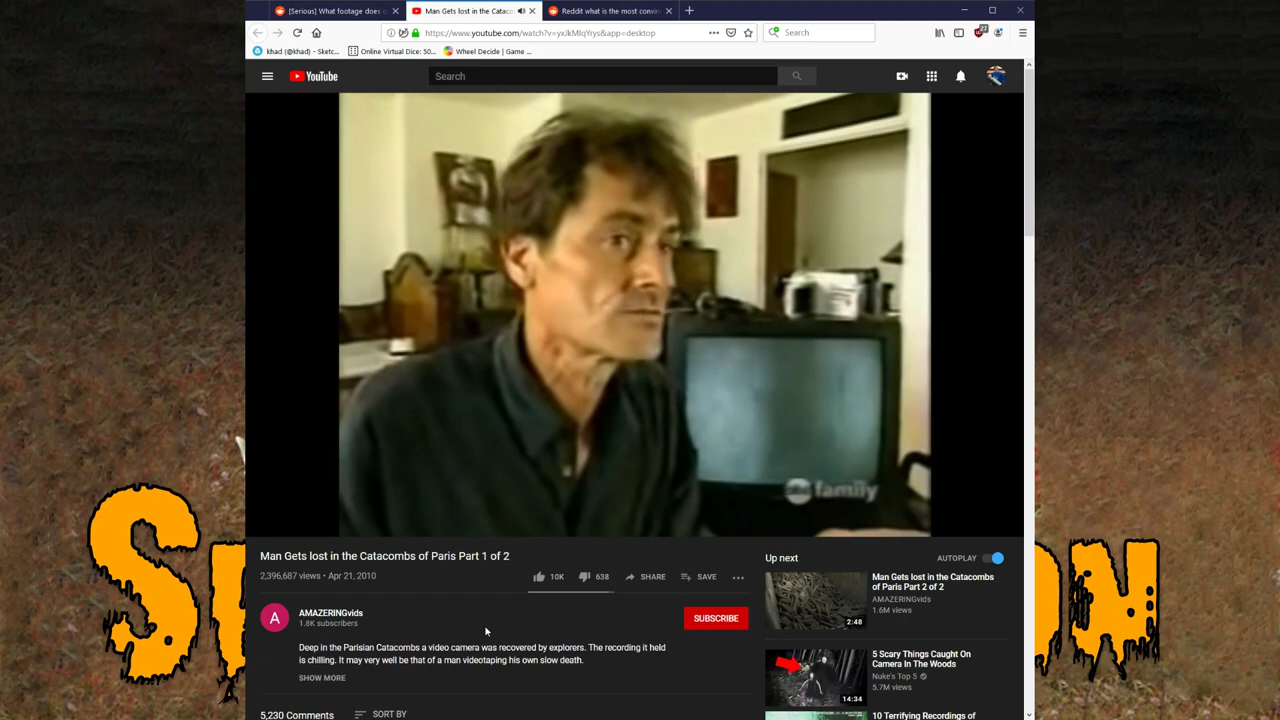 [Serious] What footage does
Man Gets lost in the Cataco
Reddit what is the most convin
https://www.youtube.com/watch?v=yxJkMlqYrys&app=desktop
Search
27
khad (@khad) - Sketc...
Online Virtual Dice: 50...
Wheel Decide | Game ...
YouTube
Search
abc family
Man Gets lost in the Catacombs of Paris Part 1 of 2
2,396,687 views • Apr 21, 2010
10K
638
SHARE
SAVE
A
AMAZERINGvids
1.8K subscribers
SUBSCRIBE
Deep in the Parisian Catacombs a video camera was recovered by explorers. The recording it held
is chilling. It may very well be that of a man videotaping his own slow death.
SHOW MORE
5,230 Comments
SORT BY
Up next
AUTOPLAY
Man Gets lost in the Catacombs
of Paris Part 2 of 2
AMAZERINGvids
1.6M views
2:48
5 Scary Things Caught On
Camera In The Woods
Nuke's Top 5
5.7M views
14:34
10 Terrifying Recordings of